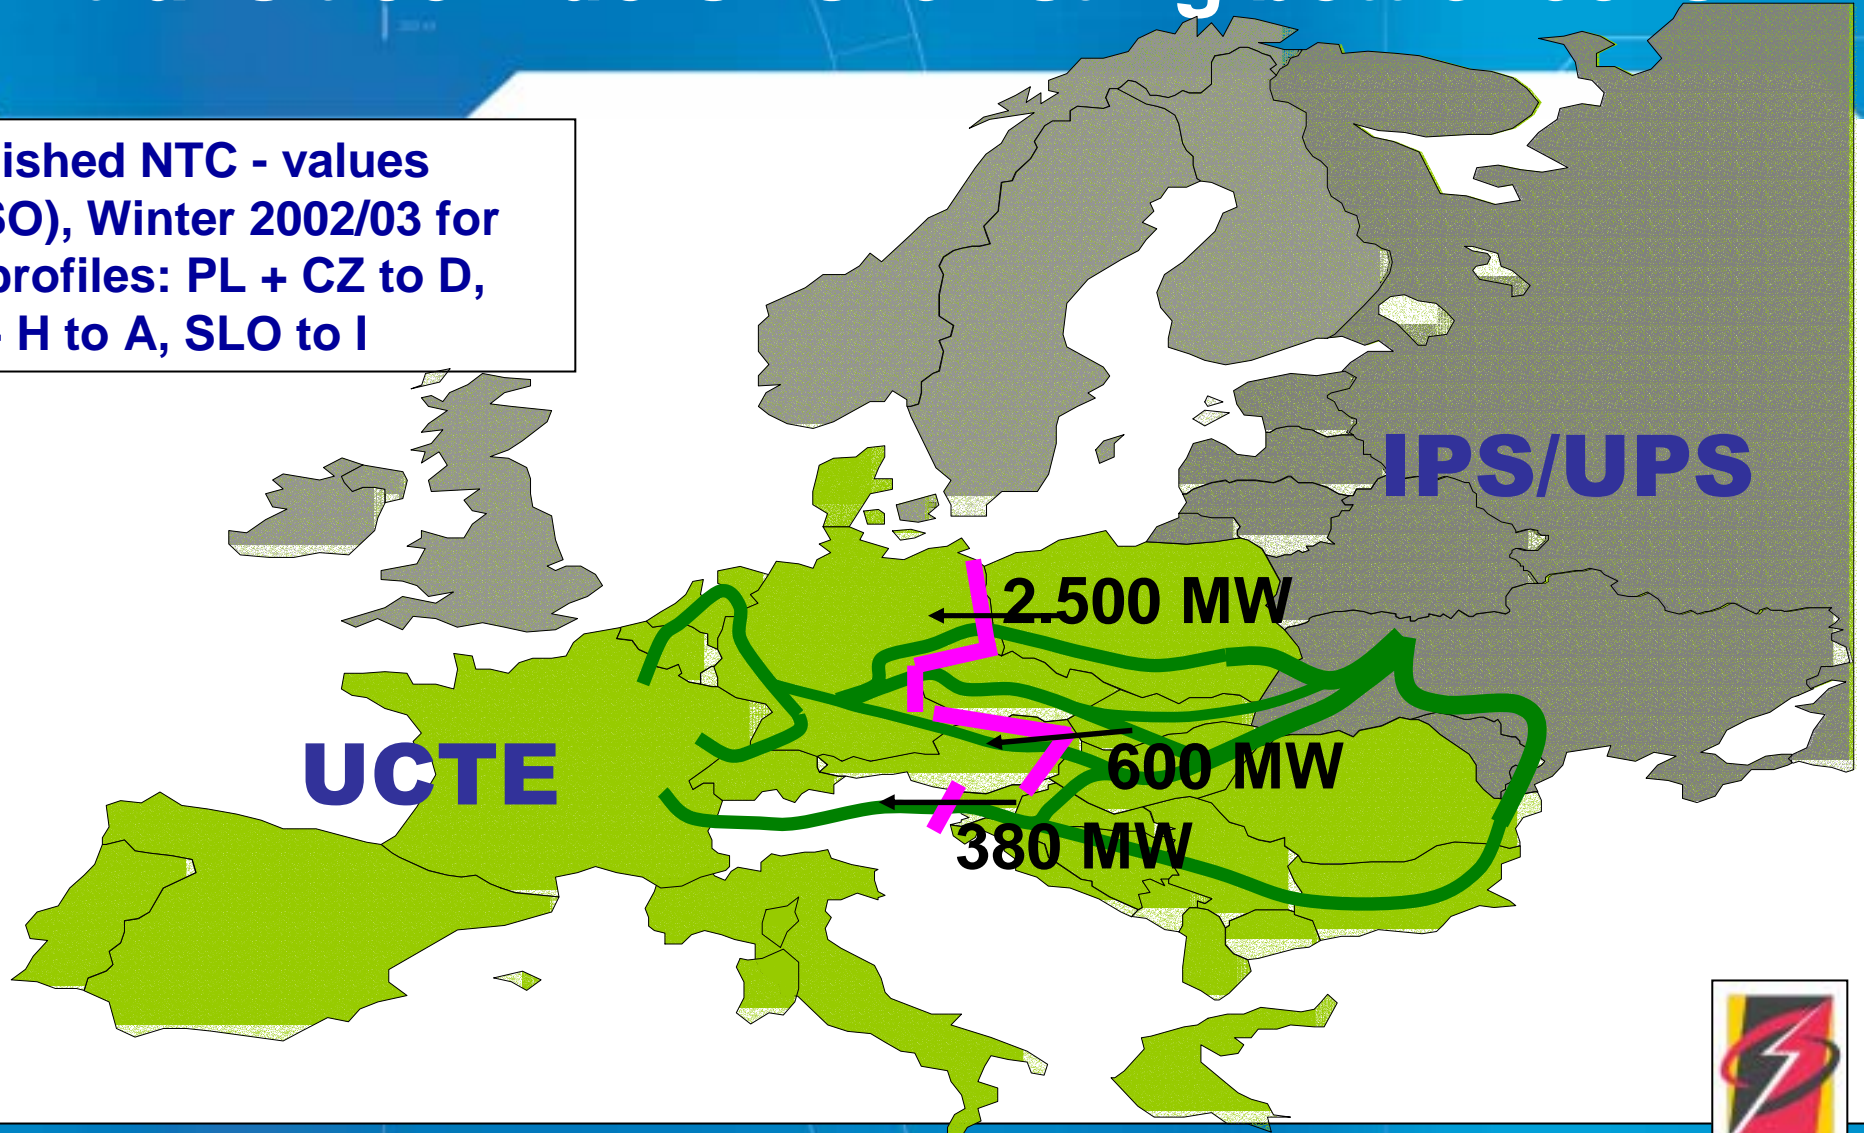 ished NTC - values
SO), Winter 2002/03 for
profiles: PL + CZ to D,
H to A, SLO to I
IPS/UPS
2.500 MW
UCTE
600 MW
380 MW